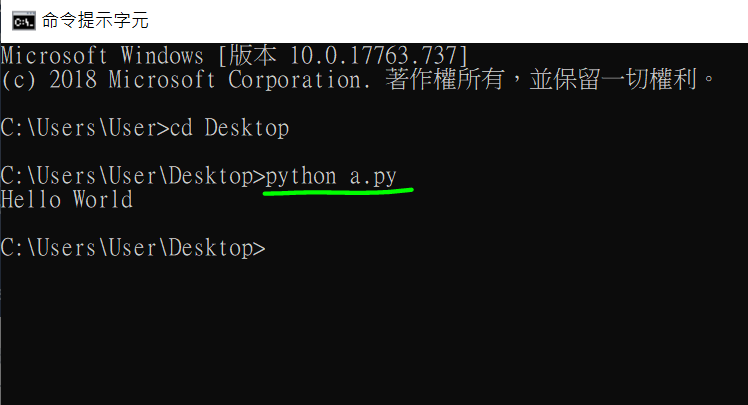 命令提示字元
Microsoft Windows [版本 10.0.17763.737]
(c) 2018 Microsoft Corporation. 著作權所有，並保留一切權利。
C:\Users\User>cd Desktop
C:\Users\User\Desktop>python a.py
Hello World
C:\Users\User\Desktop>